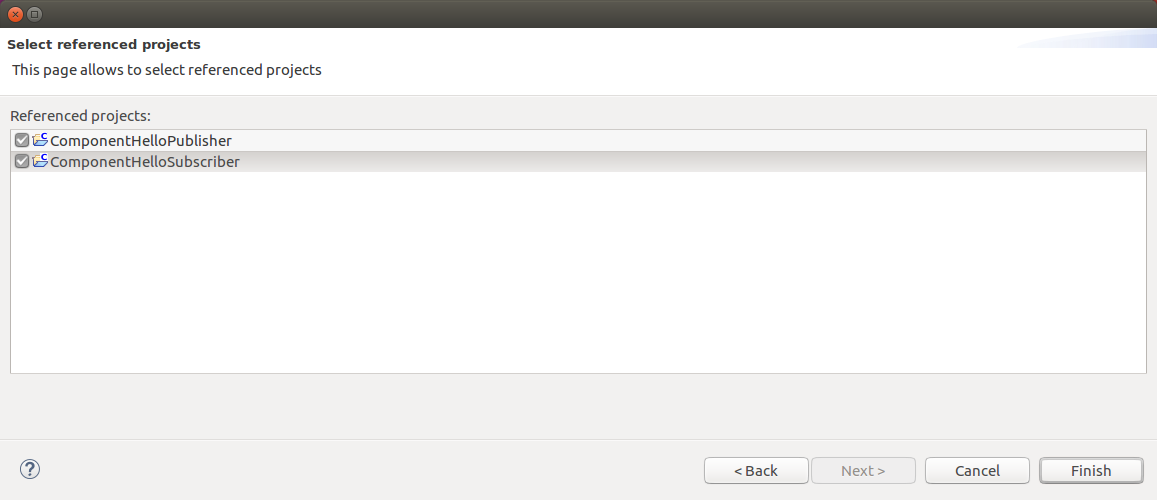 Select referenced projects
This page allows to select referenced projects
Referenced projects:
ComponentHelloPublisher
ComponentHelloSubscriber
< Back Next > Cancel Finish